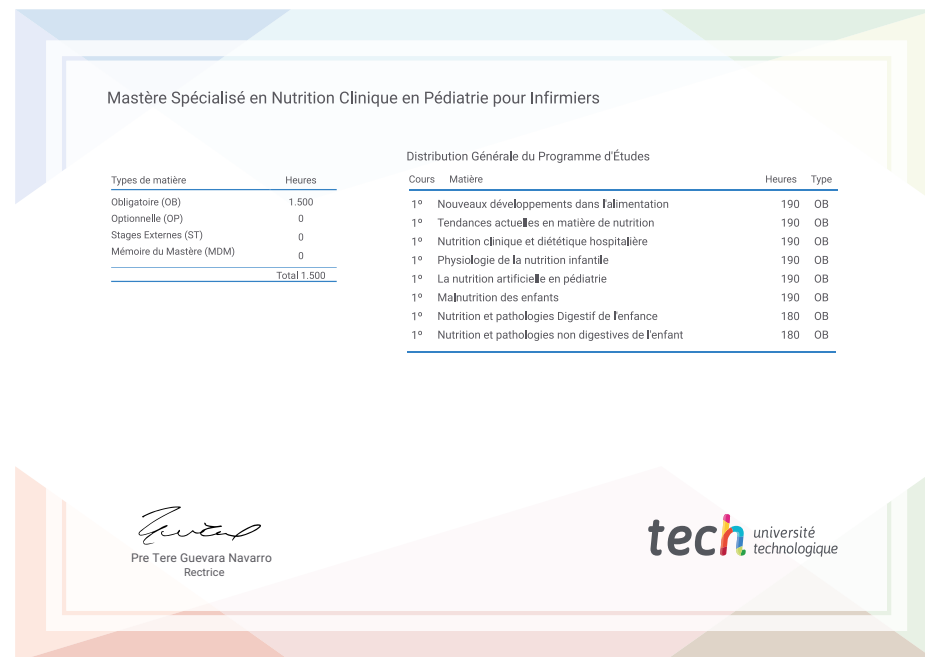 Mastère Spécialisé en Nutrition Clinique en Pédiatrie pour Infirmiers
Types de matière Heures
Obligatoire (OB) 1.500
Optionnelle (OP) 0
Stages Externes (ST) 0
Mémoire du Mastère (MDM) 0
Total 1.500
Distribution Générale du Programme d'Études
Cours Matière Heures Type
1º Nouveaux développements dans l'alimentation 190 OB
1º Tendances actuelles en matière de nutrition 190 OB
1º Nutrition clinique et diététique hospitalière 190 OB
1º Physiologie de la nutrition infantile 190 OB
1º La nutrition artificielle en pédiatrie 190 OB
1º Malnutrition des enfants 190 OB
1º Nutrition et pathologies Digestif de l'enfance 180 OB
1º Nutrition et pathologies non digestives de l'enfant 180 OB
Pre Tere Guevara Navarro
Rectrice
tech université
technologique